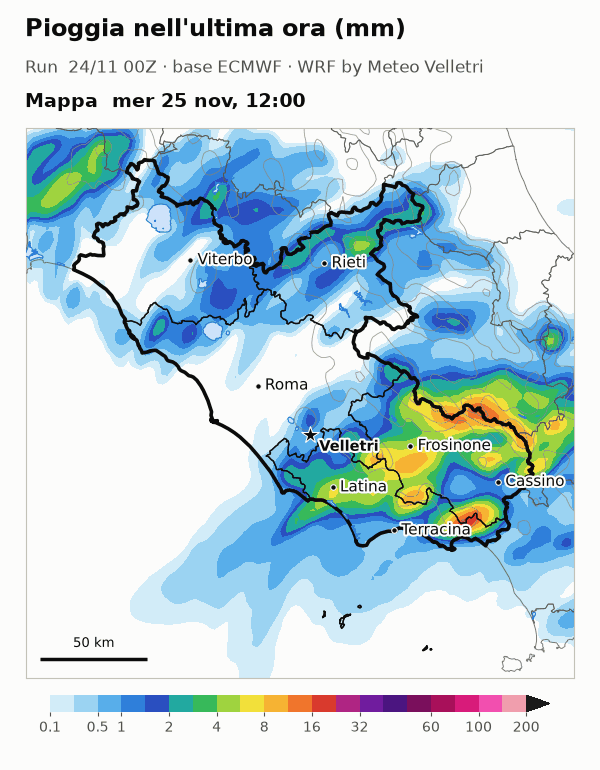 Pioggia nell'ultima ora (mm)
Run  24/11 00Z · base ECMWF · WRF by Meteo Velletri
Mappa  mer 25 nov, 12:00
Viterbo
Rieti
Roma
Velletri
Frosinone
Cassino
Latina
Terracina
50 km
0.1 0.5 1 2 4 8 16 32 60 100 200